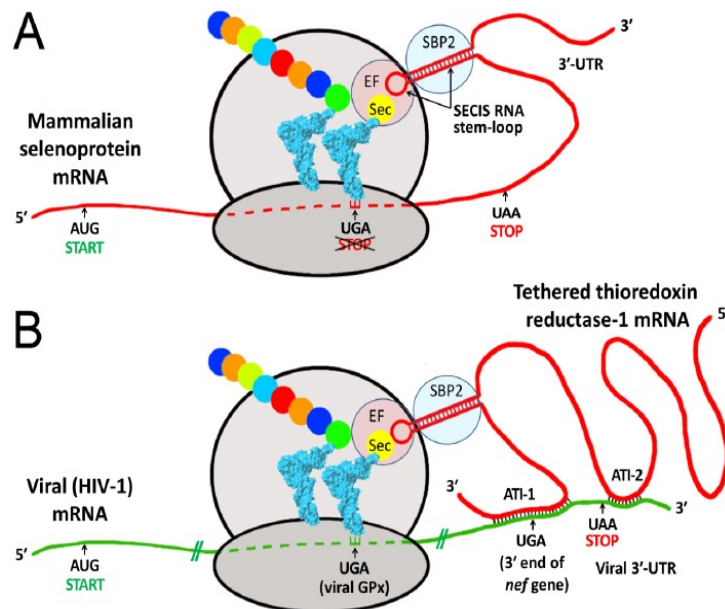 A
Mammalian
selenoprotein
mRNA
5'
AUG
START
EF
Sec
SBP2
SECIS RNA
stem-loop
3'
3'-UTR
UGA
STOP
UAA
STOP
B
Tethered thioredoxin
reductase-1 mRNA
5'
Viral (HIV-1)
mRNA
5'
AUG
START
EF
Sec
SBP2
UGA
(viral GPx)
3'
ATI-1
ATI-2
UGA
(3' end of
nef gene)
UAA
STOP
Viral 3'-UTR
3'